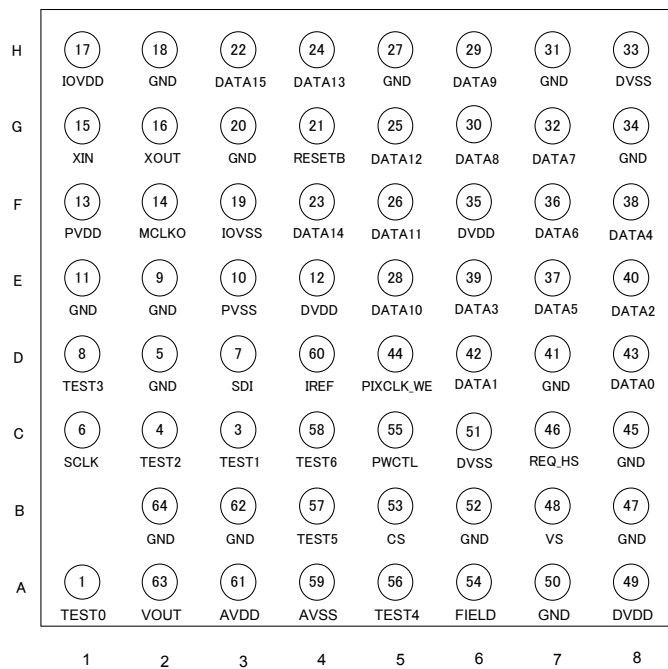 H 17 18 22 24 27 29 31 33
IOVDD GND DATA15 DATA13 GND DATA9 GND DVSS
G 15 16 20 21 25 30 32 34
XIN XOUT GND RESETB DATA12 DATA8 DATA7 GND
F 13 14 19 23 26 35 36 38
PVDD MCLKO IOVSS DATA14 DATA11 DVDD DATA6 DATA4
E 11 9 10 12 28 39 37 40
GND GND PVSS DVDD DATA10 DATA3 DATA5 DATA2
D 8 5 7 60 44 42 41 43
TEST3 GND SDI IREF PIXCLK_WE DATA1 GND DATA0
C 6 4 3 58 55 51 46 45
SCLK TEST2 TEST1 TEST6 PWCTL DVSS REQ_HS GND
B 64 62 57 53 52 48 47
GND GND TEST5 CS GND VS GND
A 1 63 61 59 56 54 50 49
TEST0 VOUT AVDD AVSS TEST4 FIELD GND DVDD
1 2 3 4 5 6 7 8